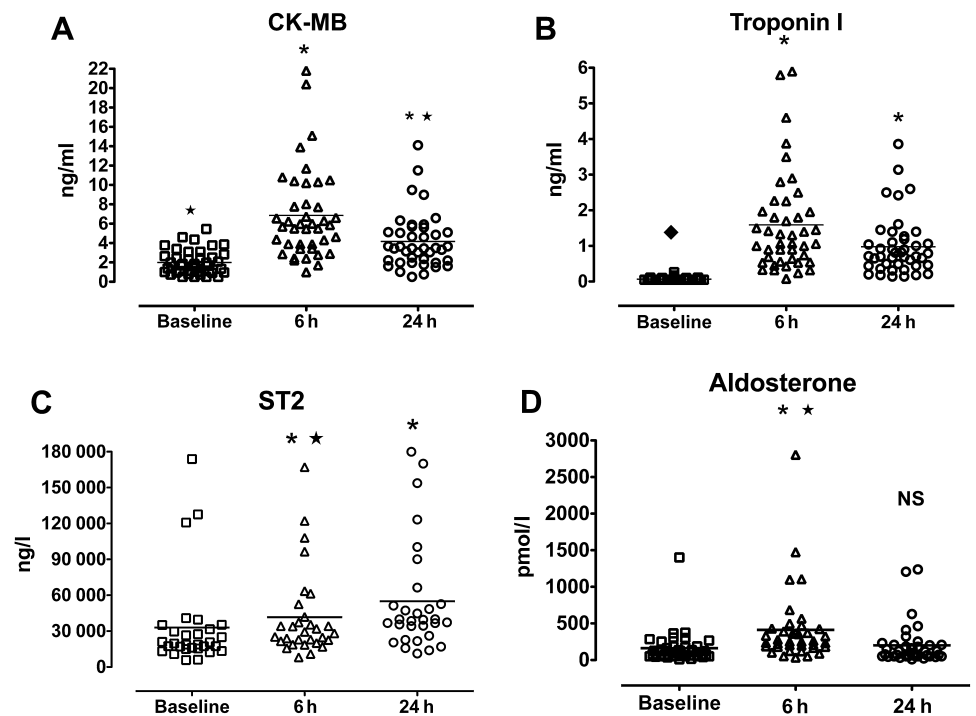 A
CK-MB
*
22
20
18
16
14
12
10
8
6
4
2
0
ng/ml
* ★
★
Baseline
6 h
24 h
B
Troponin I
*
6
5
4
3
2
1
0
ng/ml
*
Baseline
6 h
24 h
C
ST2
* ★
*
180 000
150 000
120 000
90 000
60 000
30 000
0
ng/l
Baseline
6 h
24 h
D
Aldosterone
* ★
3000
2500
2000
1500
1000
500
0
pmol/l
NS
Baseline
6 h
24 h